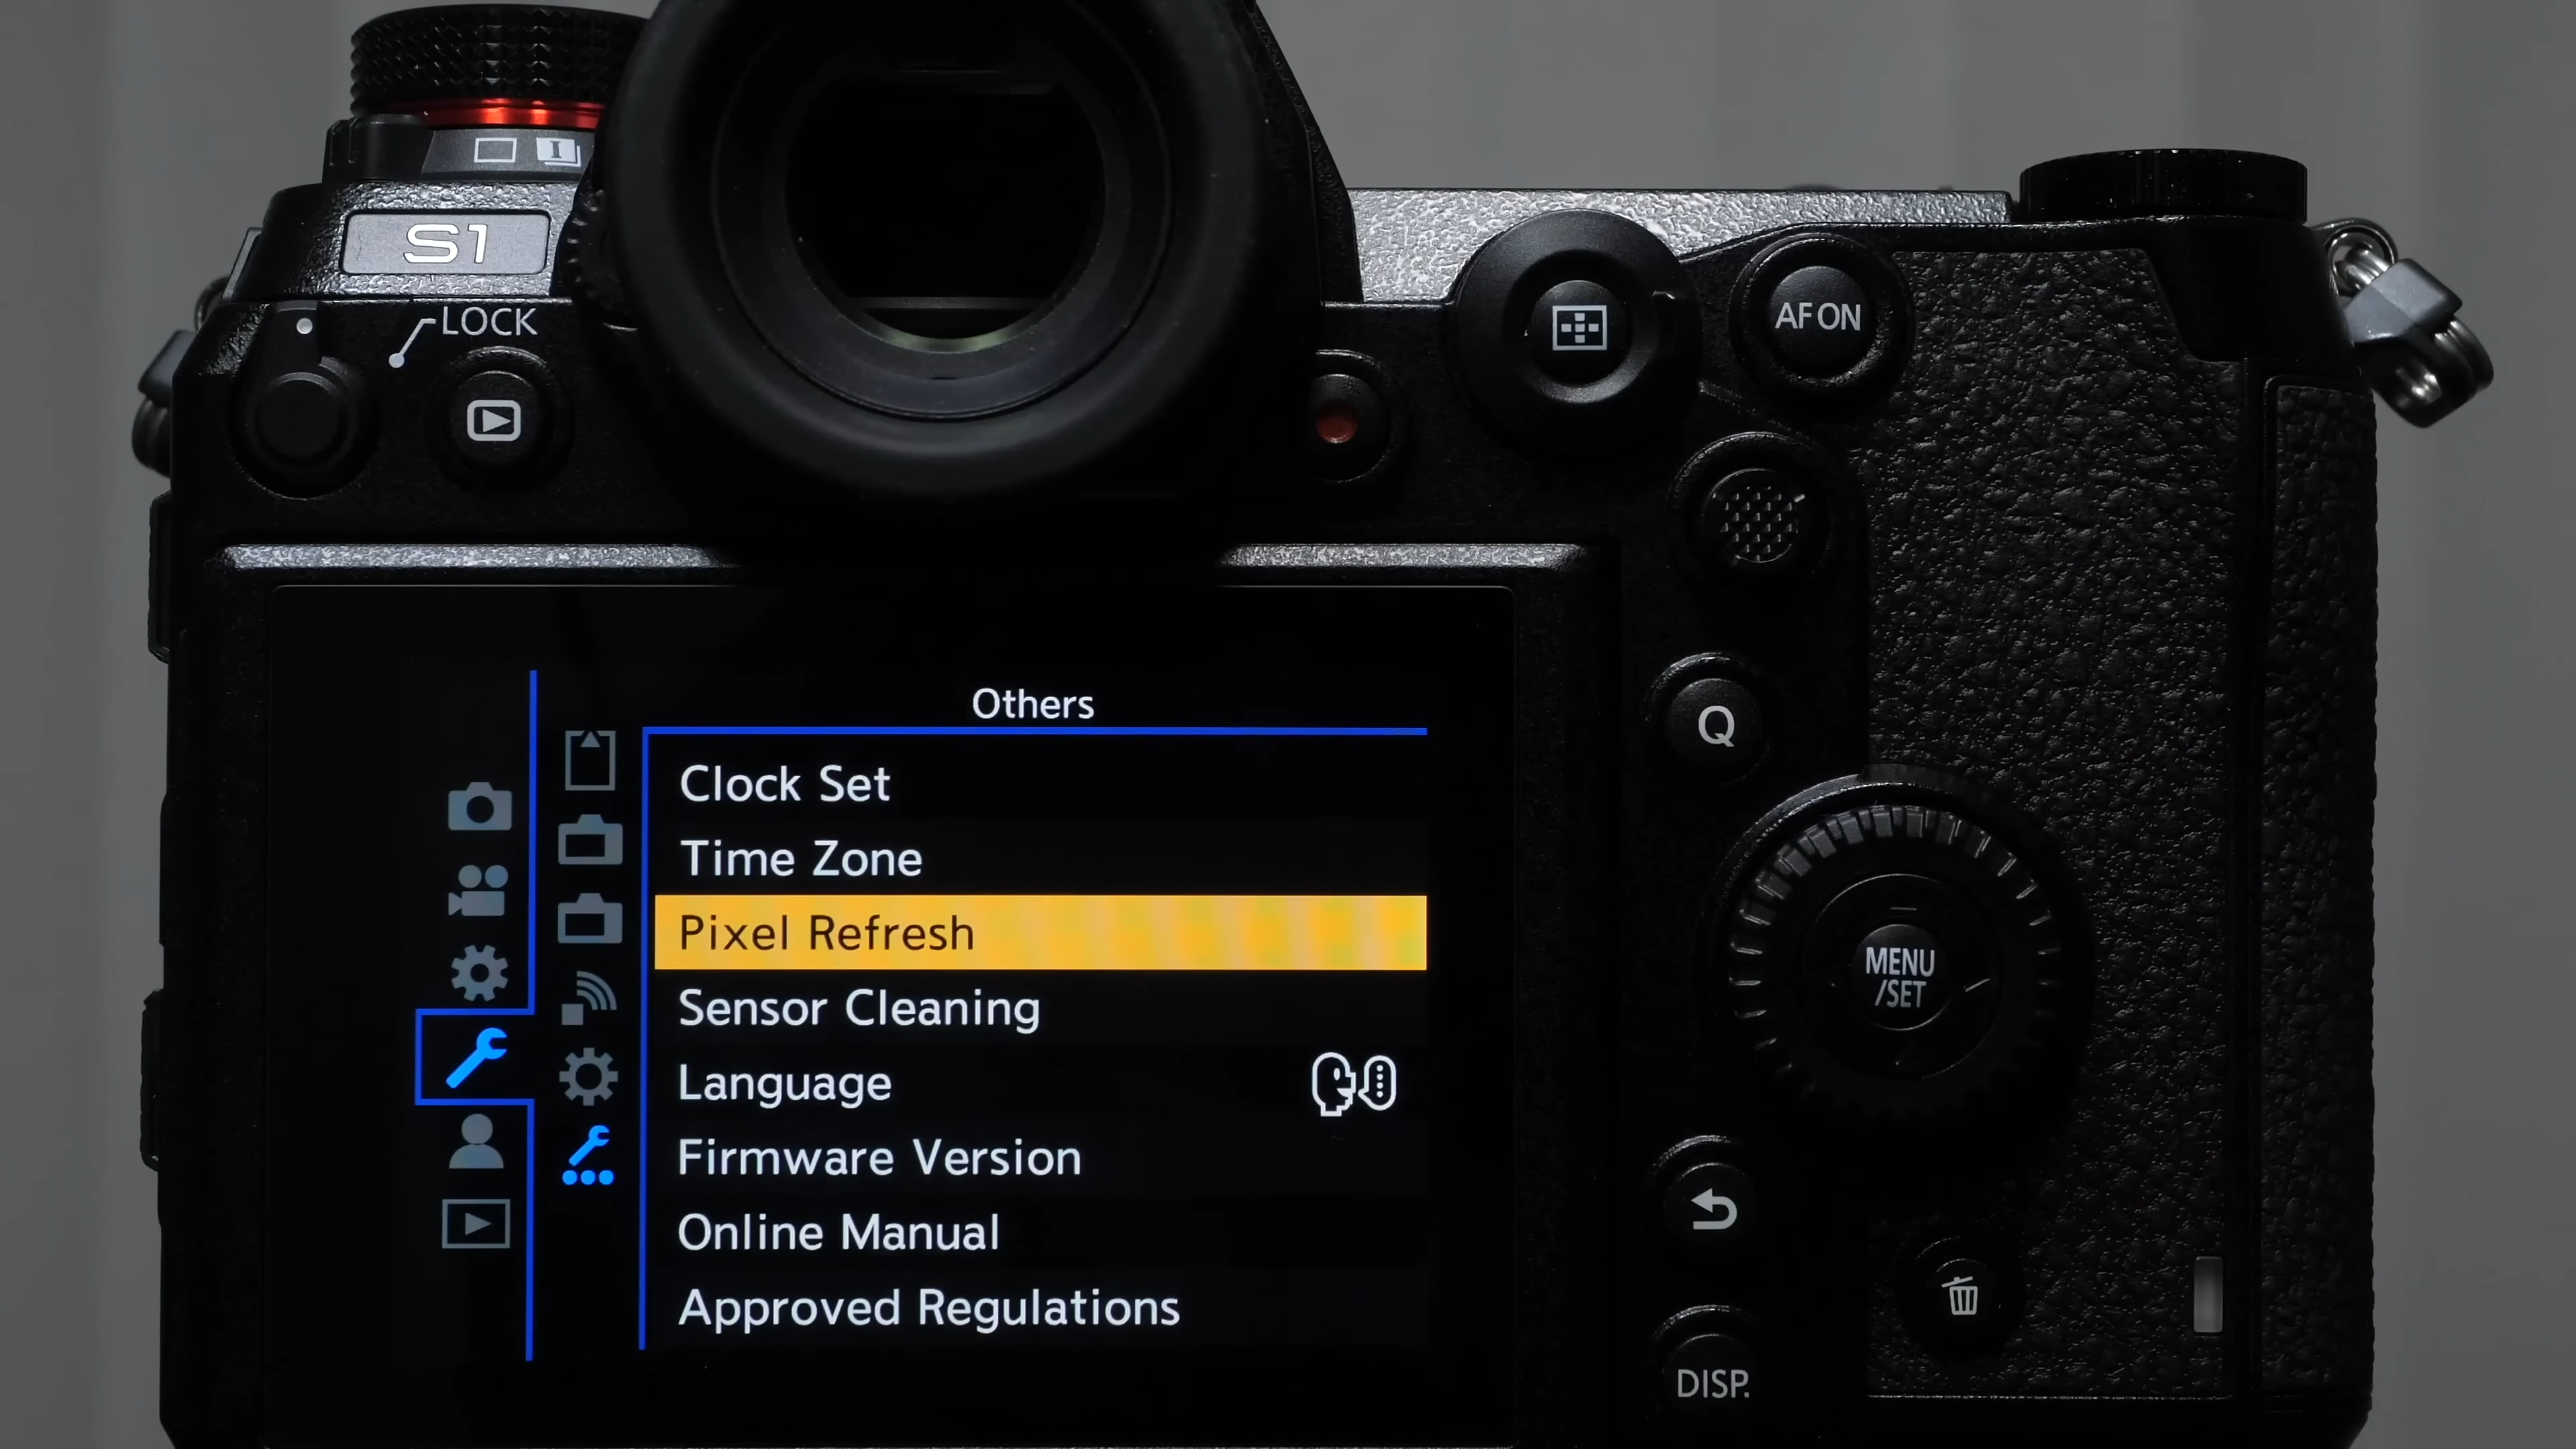 I
S1
LOCK
AF ON
Q
Others
Clock Set
Time Zone
Pixel Refresh
Sensor Cleaning
Language
Firmware Version
Online Manual
Approved Regulations
MENU
/SET
DISP.